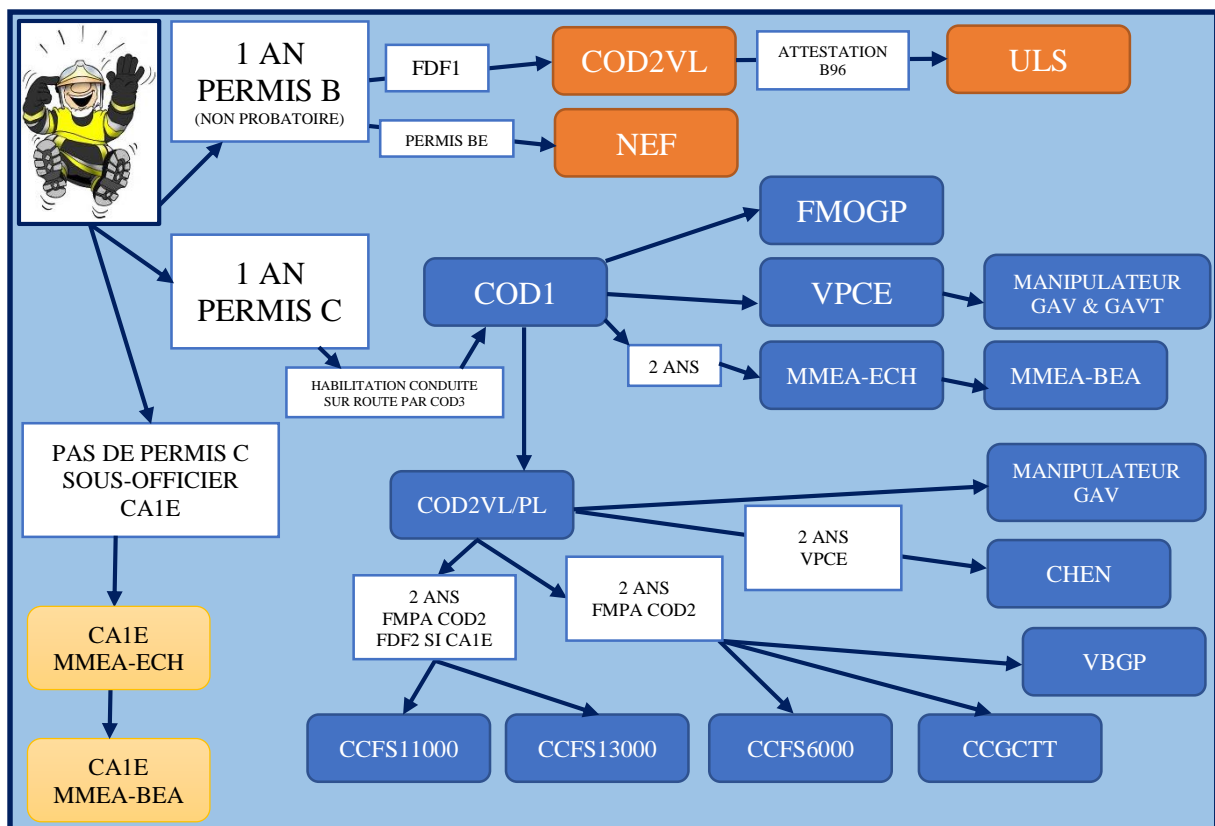 1 AN
PERMIS B
(NON PROBATOIRE)
FDF1
COD2VL
ATTESTATION
B96
ULS
PERMIS BE
NEF
1 AN
PERMIS C
HABILITATION CONDUITE
SUR ROUTE PAR COD3
COD1
FMOGP
VPCE
MANIPULATEUR
GAV & GAVT
2 ANS
MMEA-ECH
MMEA-BEA
PAS DE PERMIS C
SOUS-OFFICIER
CA1E
CA1E
MMEA-ECH
CA1E
MMEA-BEA
COD2VL/PL
MANIPULATEUR
GAV
2 ANS
VPCE
CHEN
2 ANS
FMPA COD2
FDF2 SI CA1E
2 ANS
FMPA COD2
VBGP
CCFS11000
CCFS13000
CCFS6000
CCGCTT